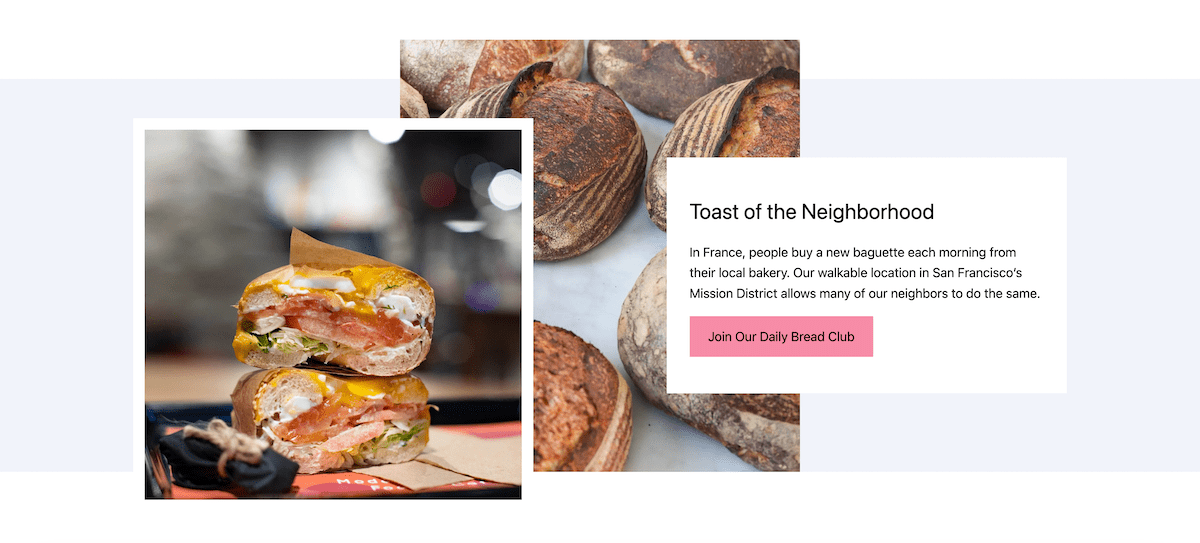 Toast of the Neighborhood
In France, people buy a new baguette each morning from
their local bakery. Our walkable location in San Francisco’s
Mission District allows many of our neighbors to do the same.
Join Our Daily Bread Club